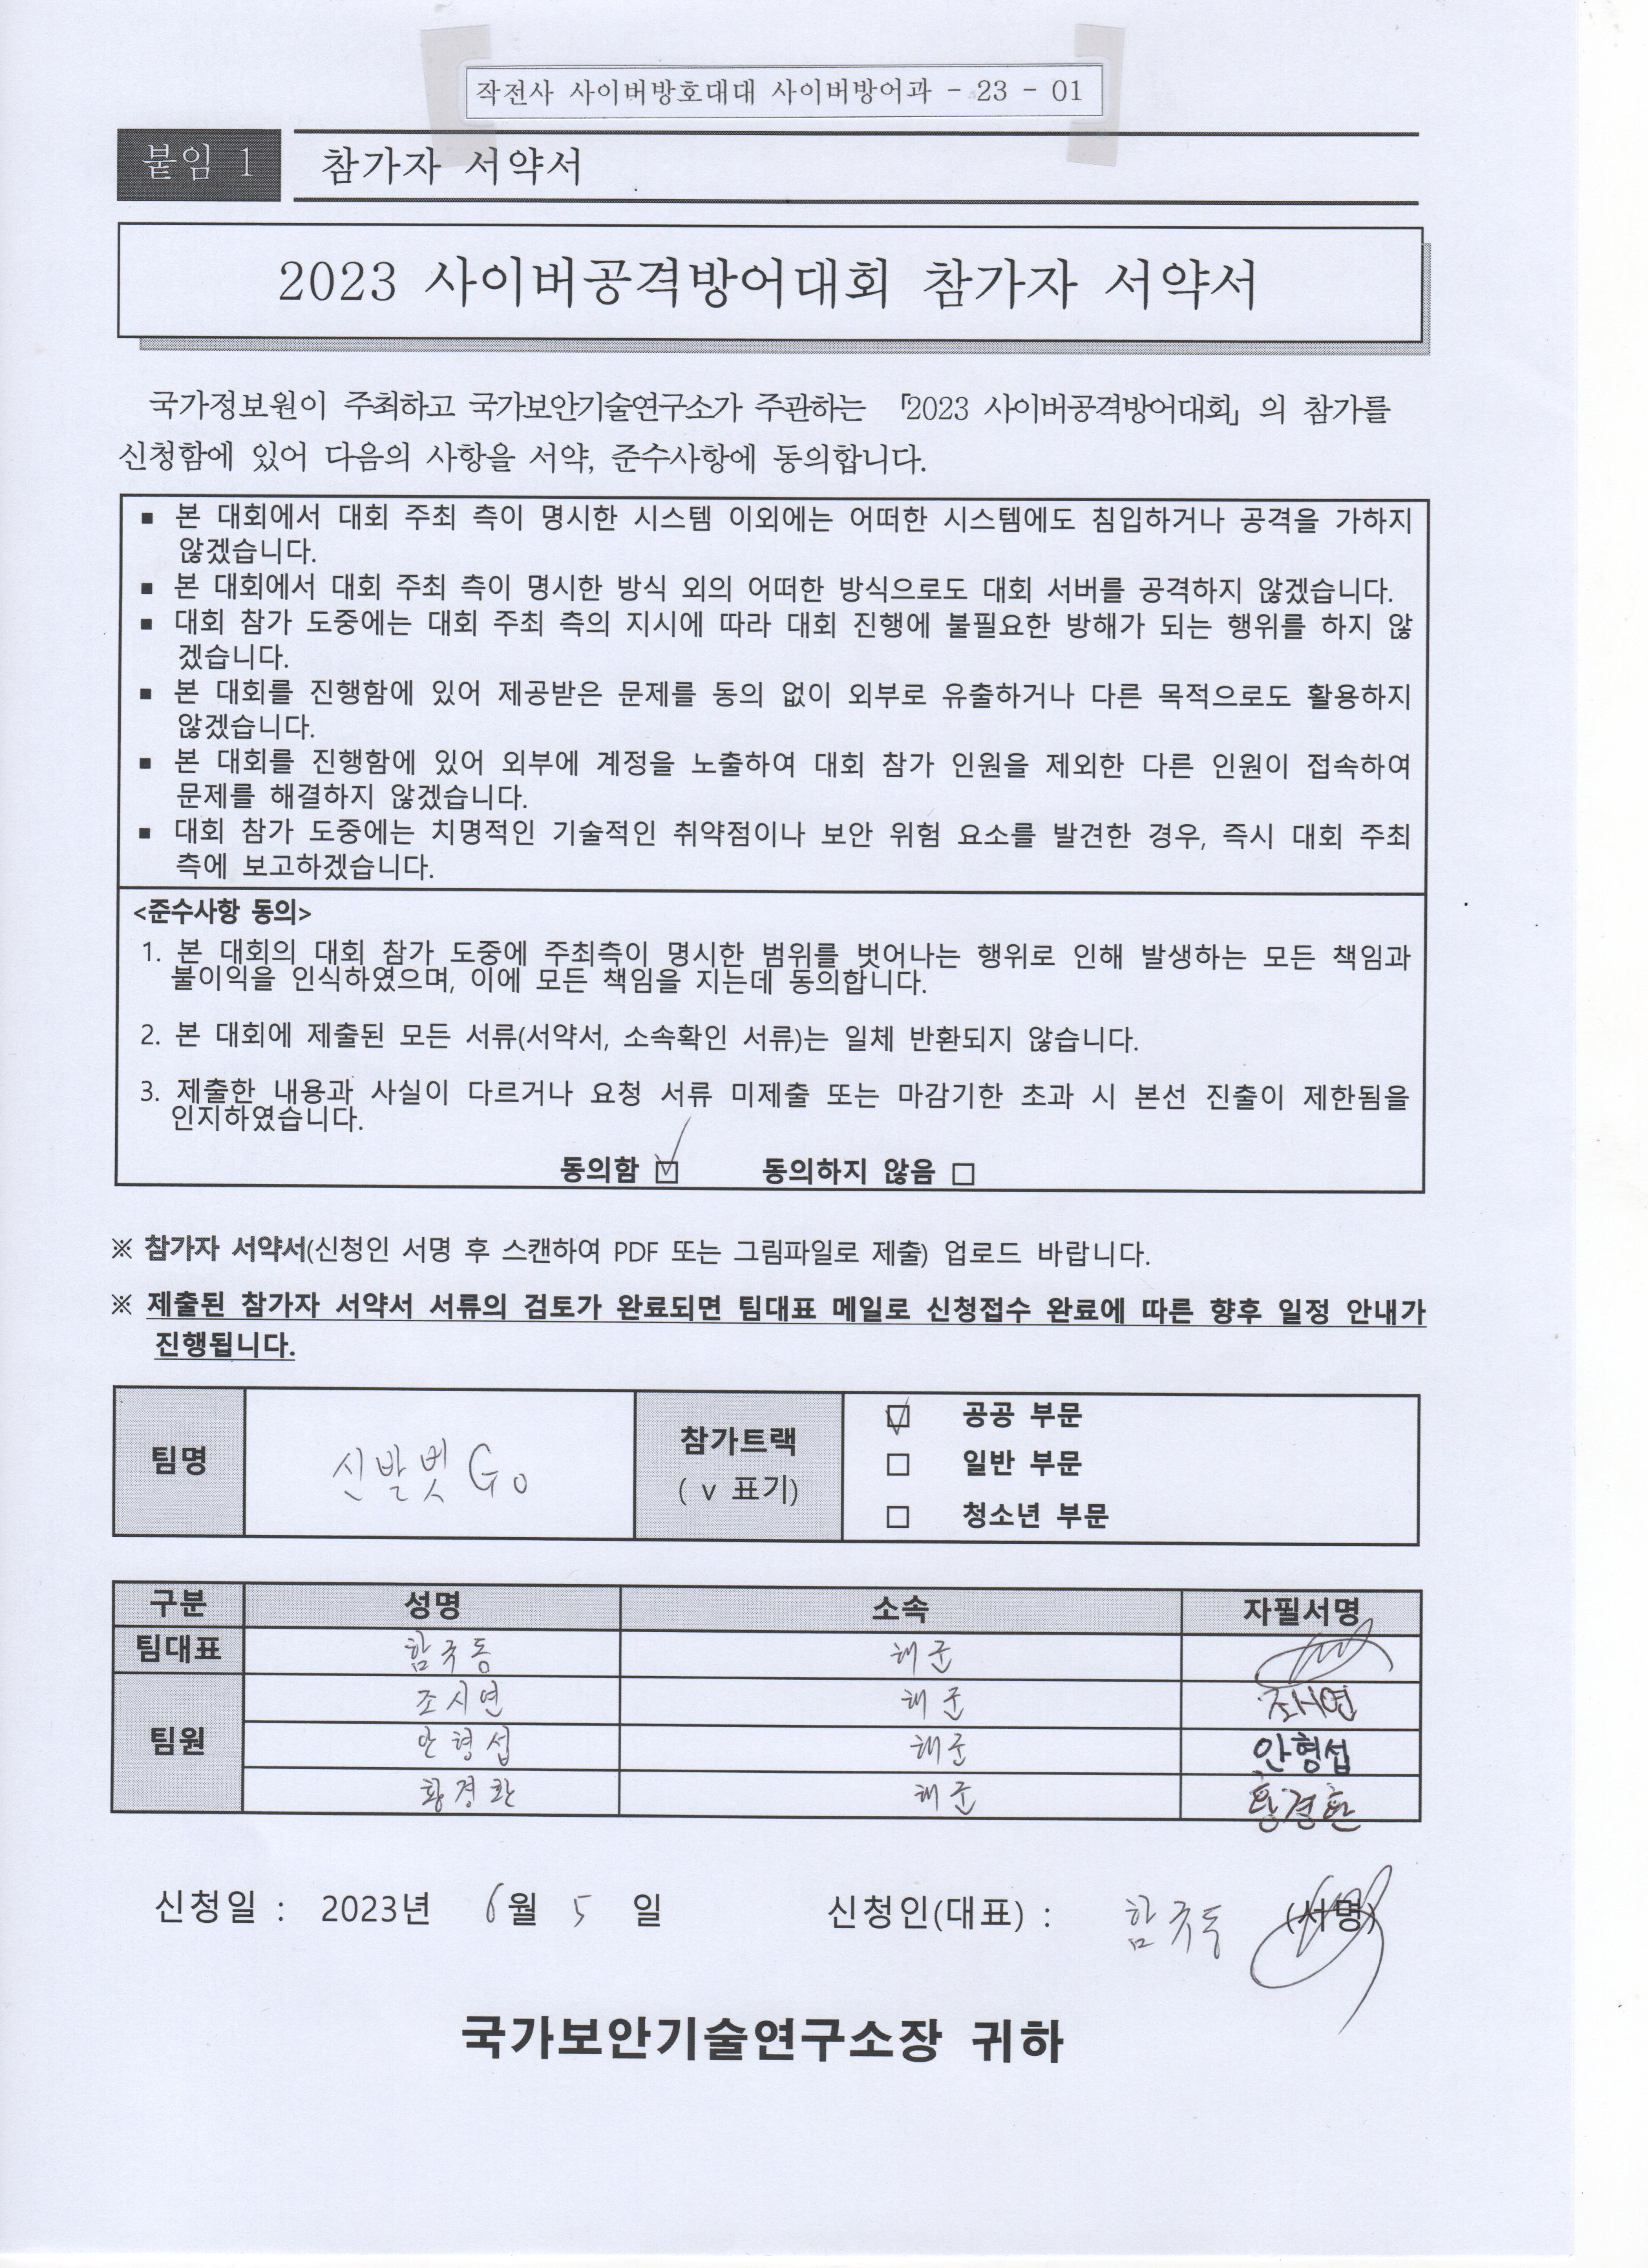 작전사 사이버방호대대 사이버방어과 - 23 - 01
붙임 1 참가자 서약서
2023 사이버공격방어대회 참가자 서약서
국가정보원이 주최하고 국가보안기술연구소가 주관하는 「2023 사이버공격방어대회」의 참가를
신청함에 있어 다음의 사항을 서약, 준수사항에 동의합니다.
▪ 본 대회에서 대회 주최 측이 명시한 시스템 이외에는 어떠한 시스템에도 침입하거나 공격을 가하지
않겠습니다.
▪ 본 대회에서 대회 주최 측이 명시한 방식 외의 어떠한 방식으로도 대회 서버를 공격하지 않겠습니다.
▪ 대회 참가 도중에는 대회 주최 측의 지시에 따라 대회 진행에 불필요한 방해가 되는 행위를 하지 않
겠습니다.
▪ 본 대회를 진행함에 있어 제공받은 문제를 동의 없이 외부로 유출하거나 다른 목적으로도 활용하지
않겠습니다.
▪ 본 대회를 진행함에 있어 외부에 계정을 노출하여 대회 참가 인원을 제외한 다른 인원이 접속하여
문제를 해결하지 않겠습니다.
▪ 대회 참가 도중에는 치명적인 기술적인 취약점이나 보안 위험 요소를 발견한 경우, 즉시 대회 주최
측에 보고하겠습니다.
<준수사항 동의>
1. 본 대회의 대회 참가 도중에 주최측이 명시한 범위를 벗어나는 행위로 인해 발생하는 모든 책임과
불이익을 인식하였으며, 이에 모든 책임을 지는데 동의합니다.
2. 본 대회에 제출된 모든 서류(서약서, 소속확인 서류)는 일체 반환되지 않습니다.
3. 제출한 내용과 사실이 다르거나 요청 서류 미제출 또는 마감기한 초과 시 본선 진출이 제한됨을
인지하였습니다.
동의함 ☑ 동의하지 않음 □
※ 참가자 서약서(신청인 서명 후 스캔하여 PDF 또는 그림파일로 제출) 업로드 바랍니다.
※ 제출된 참가자 서약서 서류의 검토가 완료되면 팀대표 메일로 신청접수 완료에 따른 향후 일정 안내가
진행됩니다.
팀명 신발벗Go 참가트랙
( v 표기)
☑ 공공 부문
□ 일반 부문
□ 청소년 부문
구분 성명 소속 자필서명
팀대표 함국동 해군
팀원 조시연 해군 조시연
안형섭 해군 안형섭
황경환 해군 황경환
신청일 : 2023년 6월 5 일 신청인(대표) : 함국동 (서명)
국가보안기술연구소장 귀하